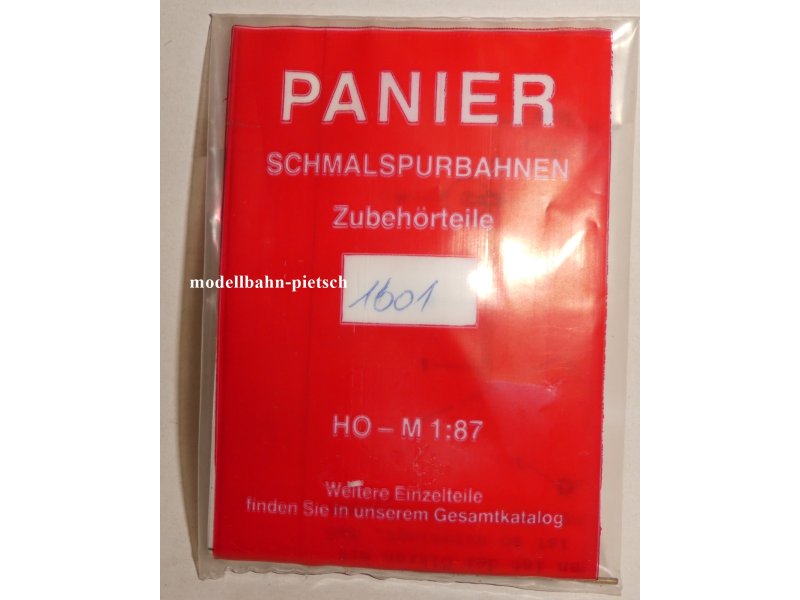 PANIER
SCHMALSPURBAHNEN
Zubehörteile
modellbahn-pietsch
1601
HO – M 1:87
Weitere Einzelteile
finden Sie in unserem Gesamtkatalog